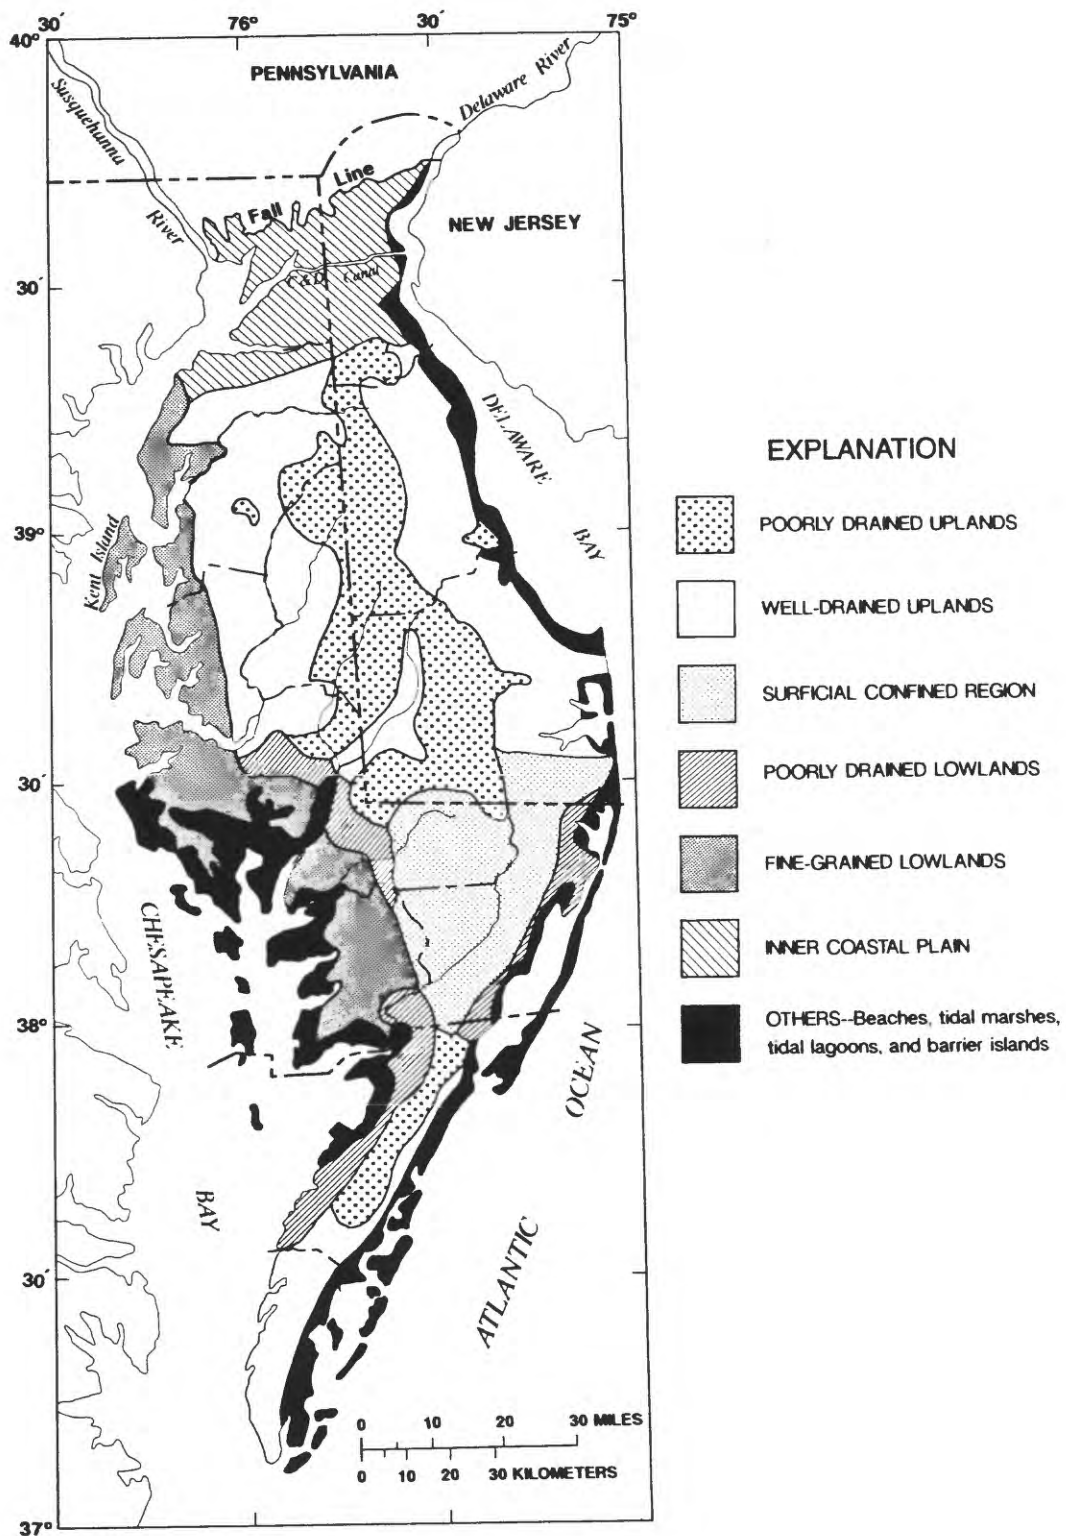 30´
76°
30´
75°
40°
PENNSYLVANIA
Susquehanna
River
Delaware River
Fall Line
NEW JERSEY
30´
C & D Canal
DELAWARE
BAY
39°
Kent Island
30´
CHESAPEAKE
BAY
38°
OCEAN
ATLANTIC
30´
37°
0 10 20 30 MILES
0 10 20 30 KILOMETERS
EXPLANATION
POORLY DRAINED UPLANDS
WELL-DRAINED UPLANDS
SURFICIAL CONFINED REGION
POORLY DRAINED LOWLANDS
FINE-GRAINED LOWLANDS
INNER COASTAL PLAIN
OTHERS--Beaches, tidal marshes,
tidal lagoons, and barrier islands